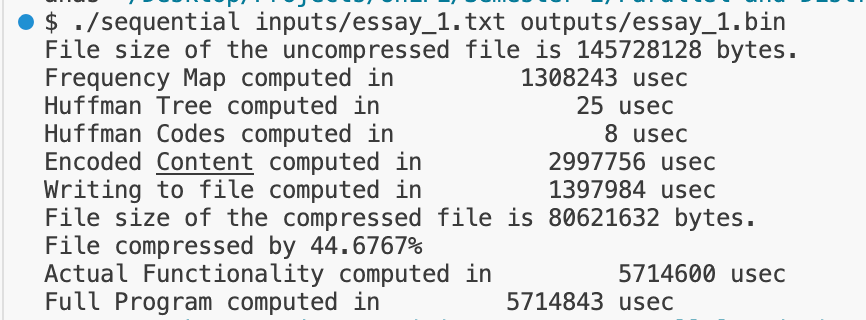 $ ./sequential inputs/essay_1.txt outputs/essay_1.bin
File size of the uncompressed file is 145728128 bytes.
Frequency Map computed in 1308243 usec
Huffman Tree computed in 25 usec
Huffman Codes computed in 8 usec
Encoded Content computed in 2997756 usec
Writing to file computed in 1397984 usec
File size of the compressed file is 80621632 bytes.
File compressed by 44.6767%
Actual Functionality computed in 5714600 usec
Full Program computed in 5714843 usec